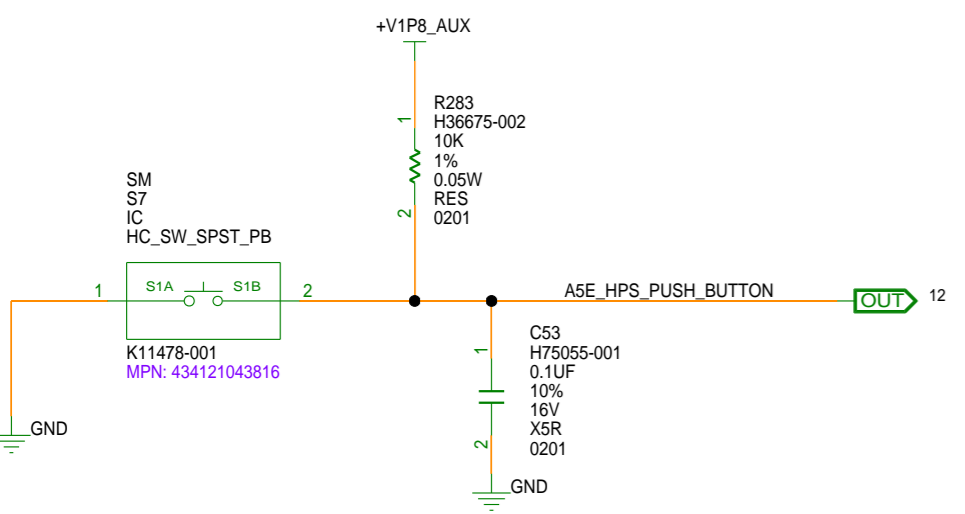 +V1P8_AUX
1
R283
H36675-002
10K
1%
0.05W
RES
0201
2
SM
S7
IC
HC_SW_SPST_PB
1
S1A
S1B
2
K11478-001
MPN: 434121043816
GND
A5E_HPS_PUSH_BUTTON
OUT
12
1
C53
H75055-001
0.1UF
10%
16V
X5R
0201
2
GND